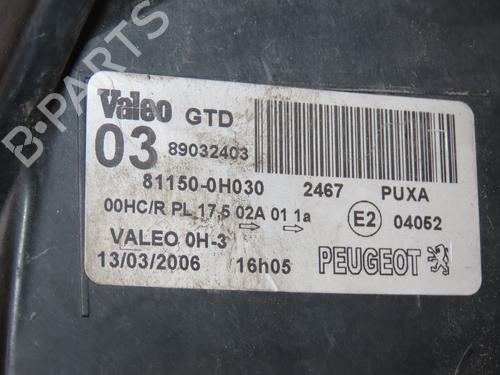 B-PARTS
Valeo GTD
03 89032403
81150-0H030 2467 PUXA
00HC/R PL 17,5 02A 01 1a E2 04052
VALEO 0H-3
13/03/2006 16h05 PEUGEOT